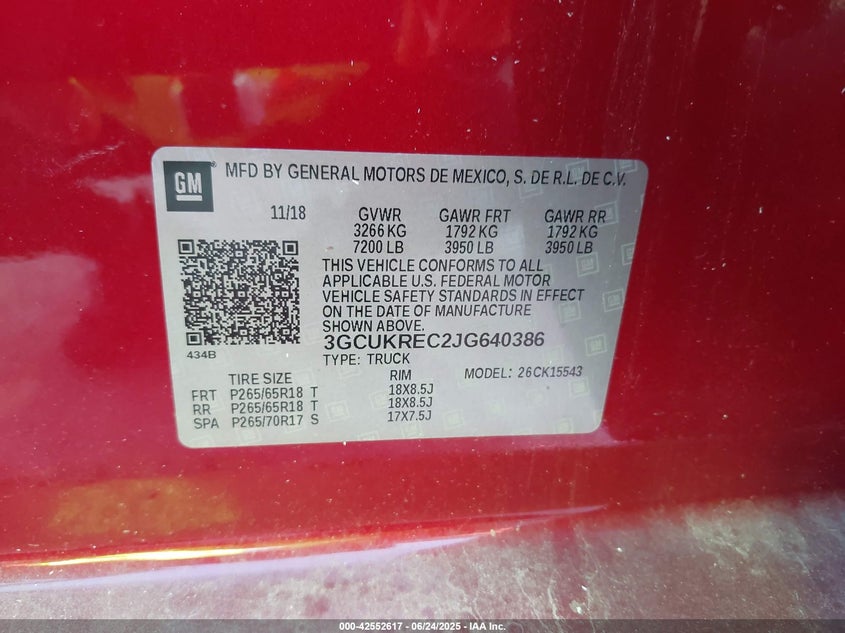 GM
MFD BY GENERAL MOTORS DE MEXICO, S. DE R.L. DE C.V.
11/18 GVWR GAWR FRT GAWR RR
3266 KG 1792 KG 1792 KG
7200 LB 3950 LB 3950 LB
THIS VEHICLE CONFORMS TO ALL
APPLICABLE U.S. FEDERAL MOTOR
VEHICLE SAFETY STANDARDS IN EFFECT
ON THE DATE OF MANUFACTURE
SHOWN ABOVE.
3GCUKREC2JG640386
434B
TYPE: TRUCK
MODEL: 26CK15543
TIRE SIZE RIM
FRT P265/65R18 T 18X8.5J
RR P265/65R18 T 18X8.5J
SPA P265/70R17 S 17X7.5J
000-42552617 - 06/24/2025 - IAA Inc.